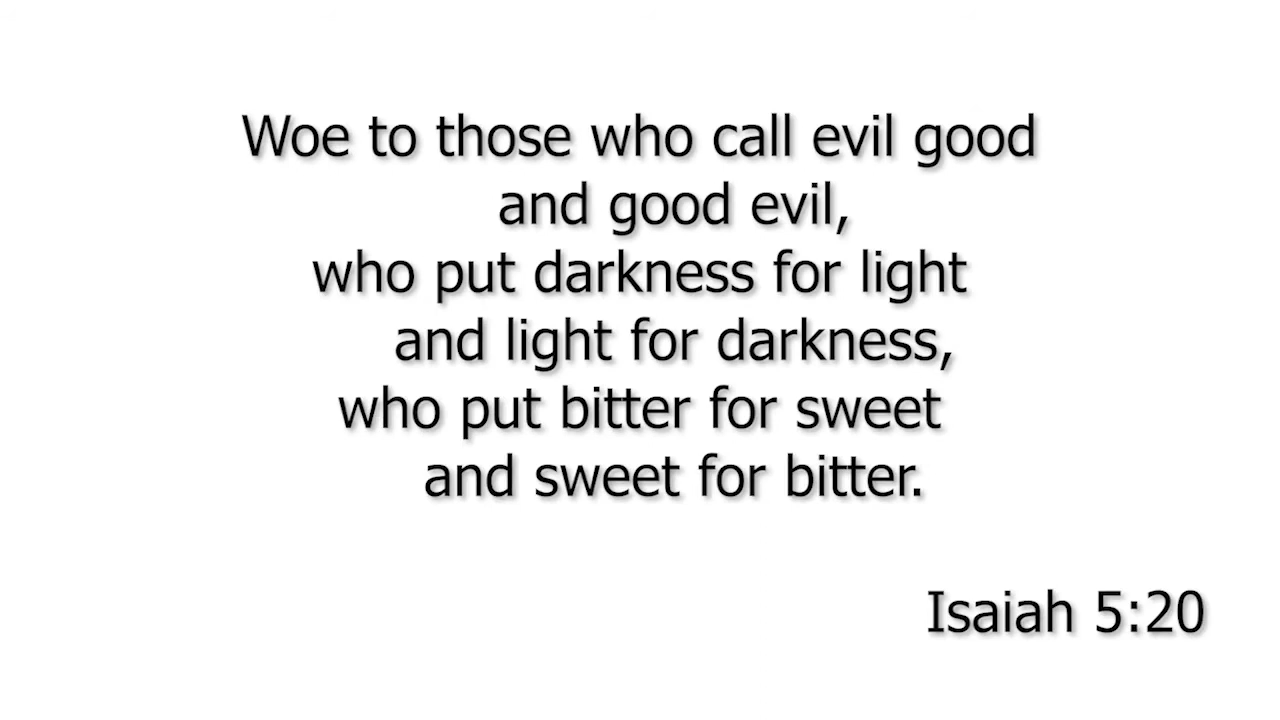 Woe to those who call evil good
and good evil,
who put darkness for light
and light for darkness,
who put bitter for sweet
and sweet for bitter.
Isaiah 5:20